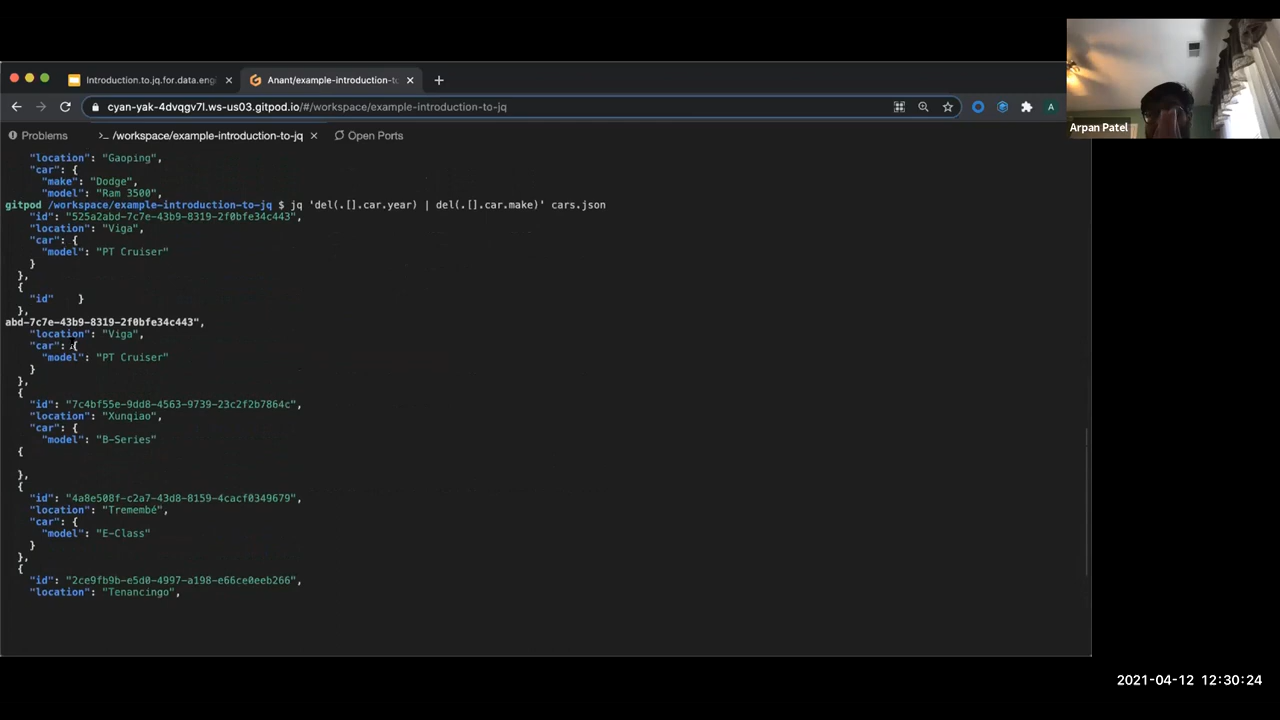 Introduction.to.jq.for.data.eng
Anant/example-introduction-to
cyan-yak-4dvqgv7l.ws-us03.gitpod.io/#/workspace/example-introduction-to-jq
A
Arpan Patel
Problems
>_ /workspace/example-introduction-to-jq
Open Ports
"location": "Gaoping",
"car": {
"make": "Dodge",
"model": "Ram 3500",
gitpod /workspace/example-introduction-to-jq $ jq 'del(.[].car.year) | del(.[].car.make)' cars.json
"id": "525a2abd-7c7e-43b9-8319-2f0bfe34c443",
"location": "Viga",
"car": {
"model": "PT Cruiser"
}
},
{
"id"    }
},
abd-7c7e-43b9-8319-2f0bfe34c443",
"location": "Viga",
"car": {
"model": "PT Cruiser"
}
},
{
"id": "7c4bf55e-9dd8-4563-9739-23c2f2b7864c",
"location": "Xunqiao",
"car": {
"model": "B-Series"
{
},
{
"id": "4a8e508f-c2a7-43d8-8159-4cacf0349679",
"location": "Tremembé",
"car": {
"model": "E-Class"
}
},
{
"id": "2ce9fb9b-e5d0-4997-a198-e66ce0eeb266",
"location": "Tenancingo",
2021-04-12 12:30:24